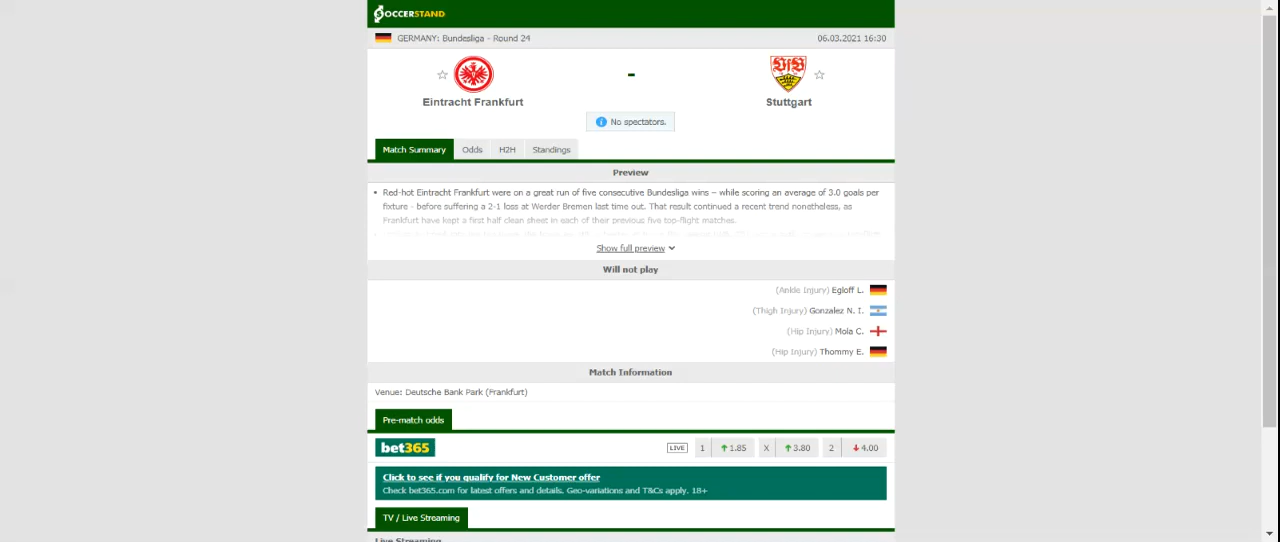 SOCCERSTAND
GERMANY: Bundesliga - Round 24
06.03.2021 16:30
-
Eintracht Frankfurt
Stuttgart
No spectators.
Match Summary
Odds
H2H
Standings
Preview
Red-hot Eintracht Frankfurt were on a great run of five consecutive Bundesliga wins – while scoring an average of 3.0 goals per
fixture - before suffering a 2-1 loss at Werder Bremen last time out. That result continued a recent trend nonetheless, as
Frankfurt have kept a first half clean sheet in each of their previous five top-flight matches.
Show full preview
Will not play
(Ankle Injury) Egloff L.
(Thigh Injury) Gonzalez N. I.
(Hip Injury) Mola C.
(Hip Injury) Thommy E.
Match Information
Venue: Deutsche Bank Park (Frankfurt)
Pre-match odds
bet365
LIVE
1 1.85
X 3.80
2 4.00
Click to see if you qualify for New Customer offer
Check bet365.com for latest offers and details. Geo-variations and T&Cs apply. 18+
TV / Live Streaming
Live Streaming